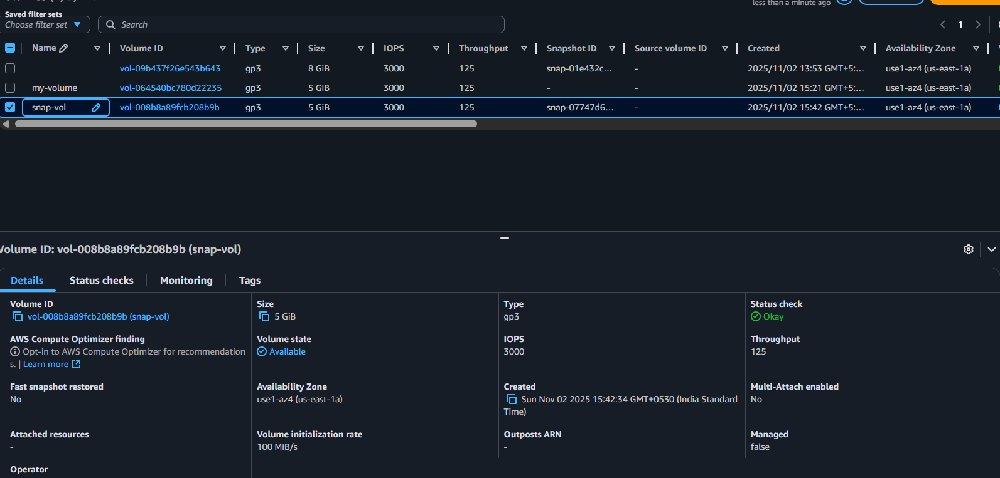 less than a minute ago
Saved filter sets
Choose filter set
Search
1
Name Volume ID Type Size IOPS Throughput Snapshot ID Source volume ID Created Availability Zone
vol-09b437f26e543b643 gp3 8 GiB 3000 125 snap-01e432c... - 2025/11/02 13:53 GMT+5:... use1-az4 (us-east-1a)
my-volume vol-064540bc780d22235 gp3 5 GiB 3000 125 - - 2025/11/02 15:21 GMT+5:... use1-az4 (us-east-1a)
snap-vol vol-008b8a89fcb208b9b gp3 5 GiB 3000 125 snap-07747d6... - 2025/11/02 15:42 GMT+5:... use1-az4 (us-east-1a)
Volume ID: vol-008b8a89fcb208b9b (snap-vol)
Details Status checks Monitoring Tags
Volume ID
vol-008b8a89fcb208b9b (snap-vol)
Size
5 GiB
Type
gp3
Status check
Okay
AWS Compute Optimizer finding
Opt-in to AWS Compute Optimizer for recommendation
s. | Learn more
Volume state
Available
IOPS
3000
Throughput
125
Fast snapshot restored
No
Availability Zone
use1-az4 (us-east-1a)
Created
Sun Nov 02 2025 15:42:34 GMT+0530 (India Standard
Time)
Multi-Attach enabled
No
Attached resources
-
Volume initialization rate
100 MiB/s
Outposts ARN
-
Managed
false
Operator